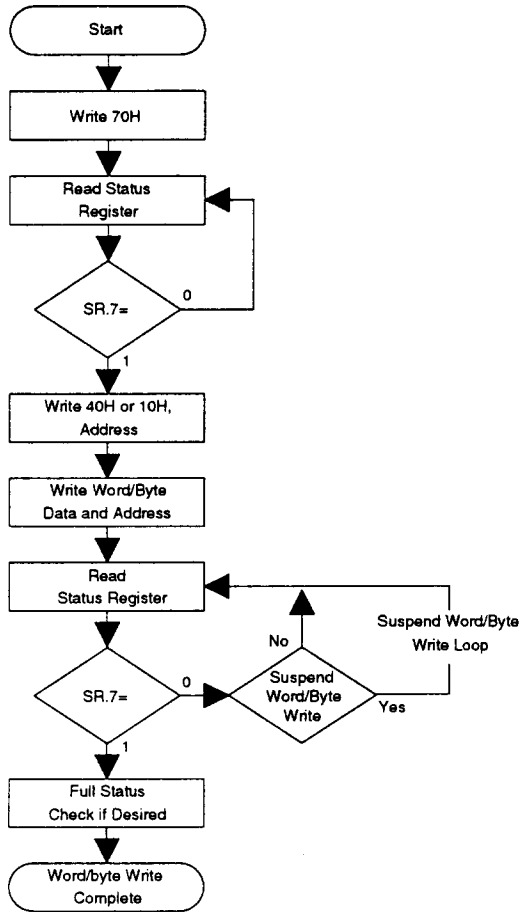 Start
Write 70H
Read Status
Register
SR.7=
0
1
Write 40H or 10H,
Address
Write Word/Byte
Data and Address
Read
Status Register
No
Suspend Word/Byte
Write Loop
SR.7=
0
Suspend
Word/Byte
Write
Yes
1
Full Status
Check if Desired
Word/byte Write
Complete